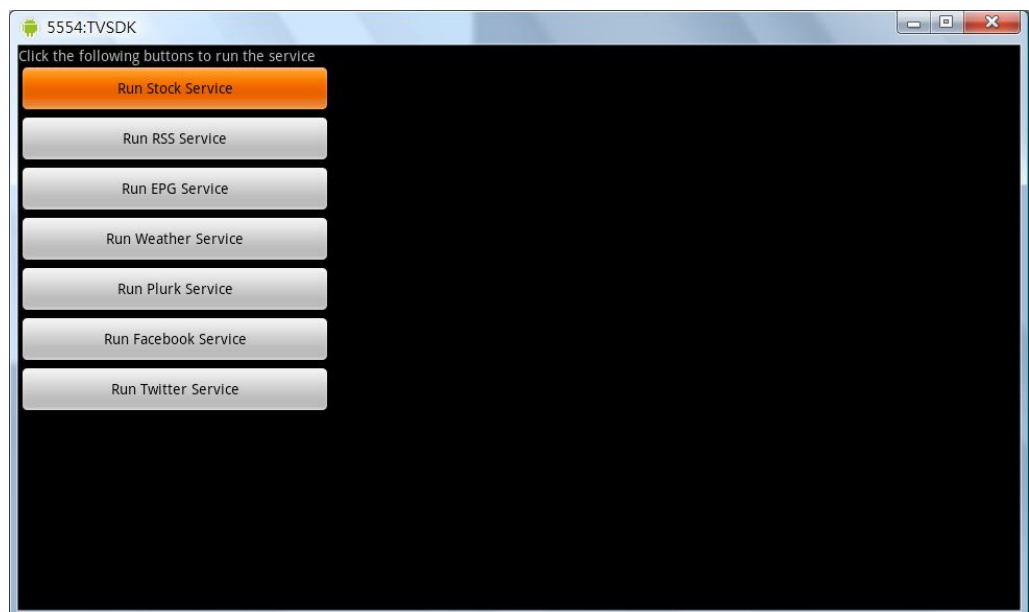 5554:TVSDK
Click the following buttons to run the service
Run Stock Service
Run RSS Service
Run EPG Service
Run Weather Service
Run Plurk Service
Run Facebook Service
Run Twitter Service